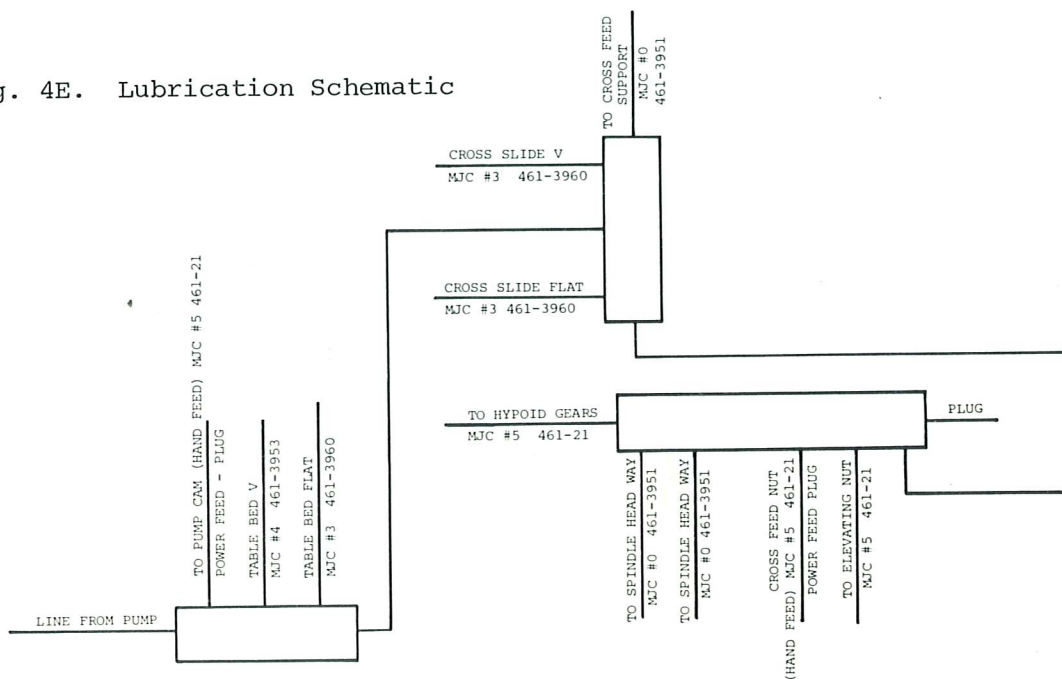 g. 4E. Lubrication Schematic
TO CROSS FEED
SUPPORT
MJC #0
461-3951
CROSS SLIDE V
MJC #3 461-3960
CROSS SLIDE FLAT
MJC #3 461-3960
TO PUMP CAM (HAND FEED) MJC #5 461-21
POWER FEED - PLUG
TABLE BED V
MJC #4 461-3953
TABLE BED FLAT
MJC #3 461-3960
LINE FROM PUMP
TO HYPOID GEARS
MJC #5 461-21
PLUG
TO SPINDLE HEAD WAY
MJC #0 461-3951
TO SPINDLE HEAD WAY
MJC #0 461-3951
CROSS FEED NUT
(HAND FEED) MJC #5 461-21
POWER FEED PLUG
TO ELEVATING NUT
MJC #5 461-21